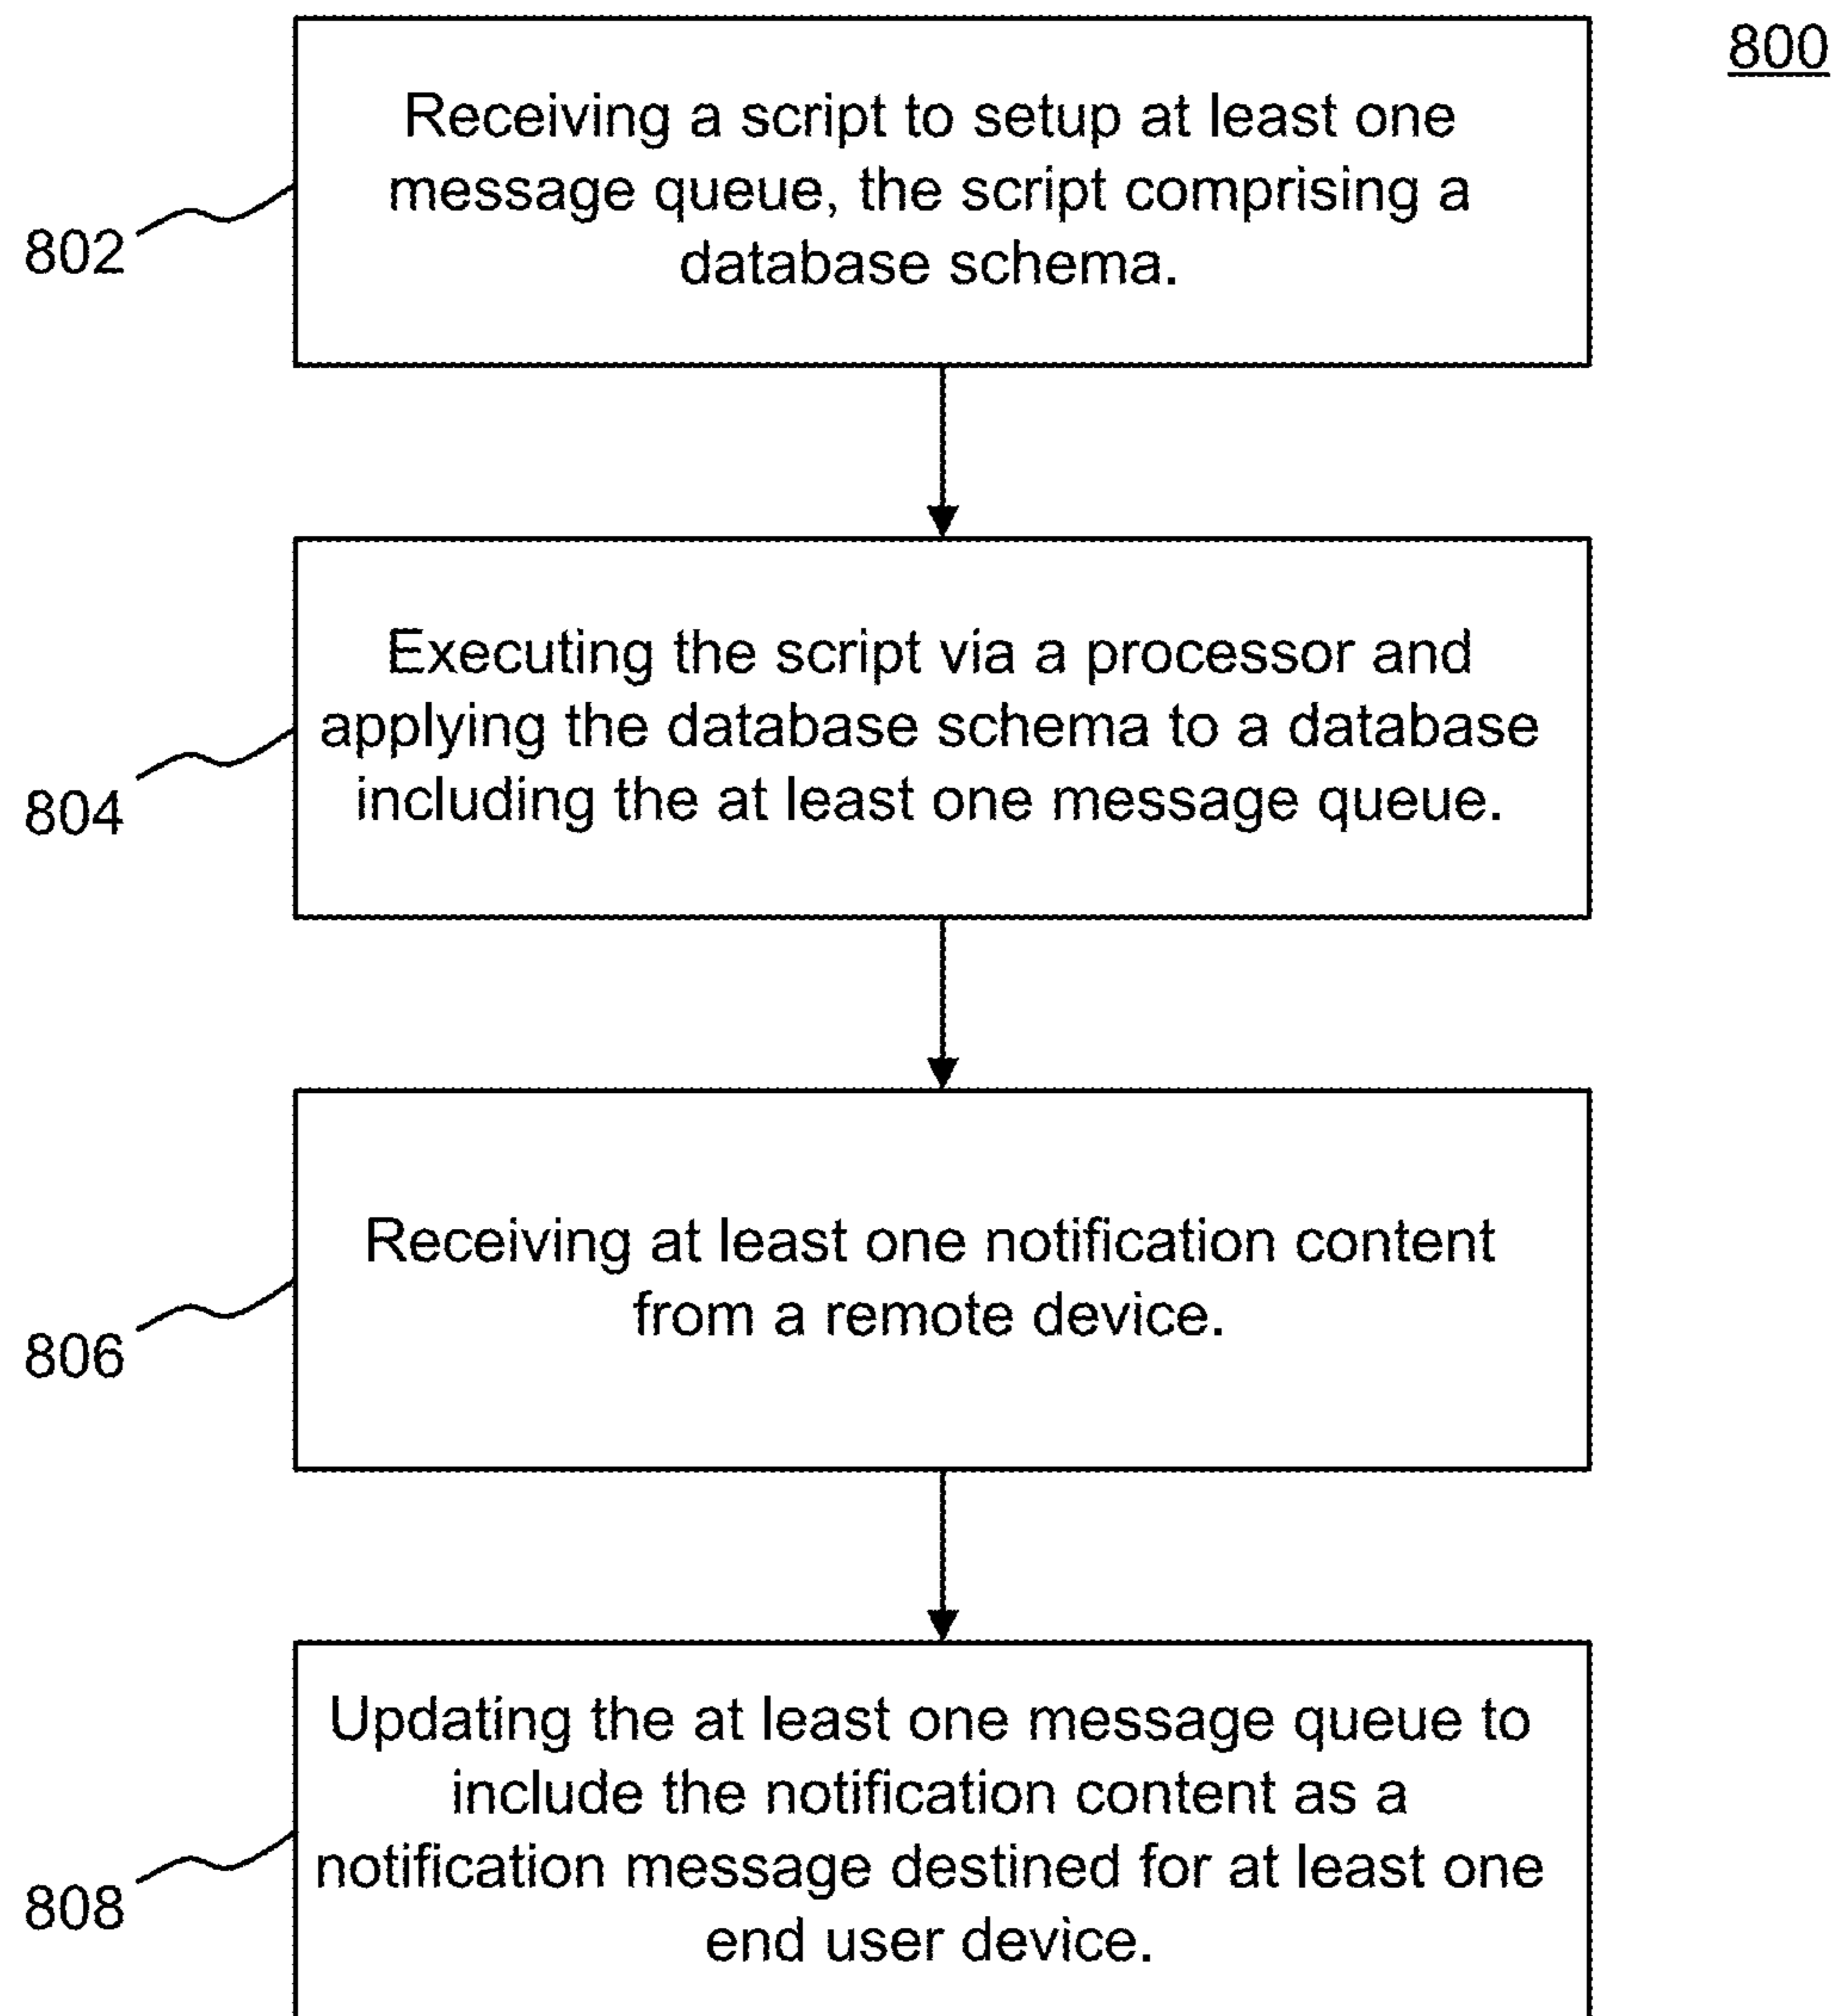 800
Receiving a script to setup at least one
message queue, the script comprising a
database schema.
802
Executing the script via a processor and
applying the database schema to a database
including the at least one message queue.
804
Receiving at least one notification content
from a remote device.
806
Updating the at least one message queue to
include the notification content as a
notification message destined for at least one
end user device.
808